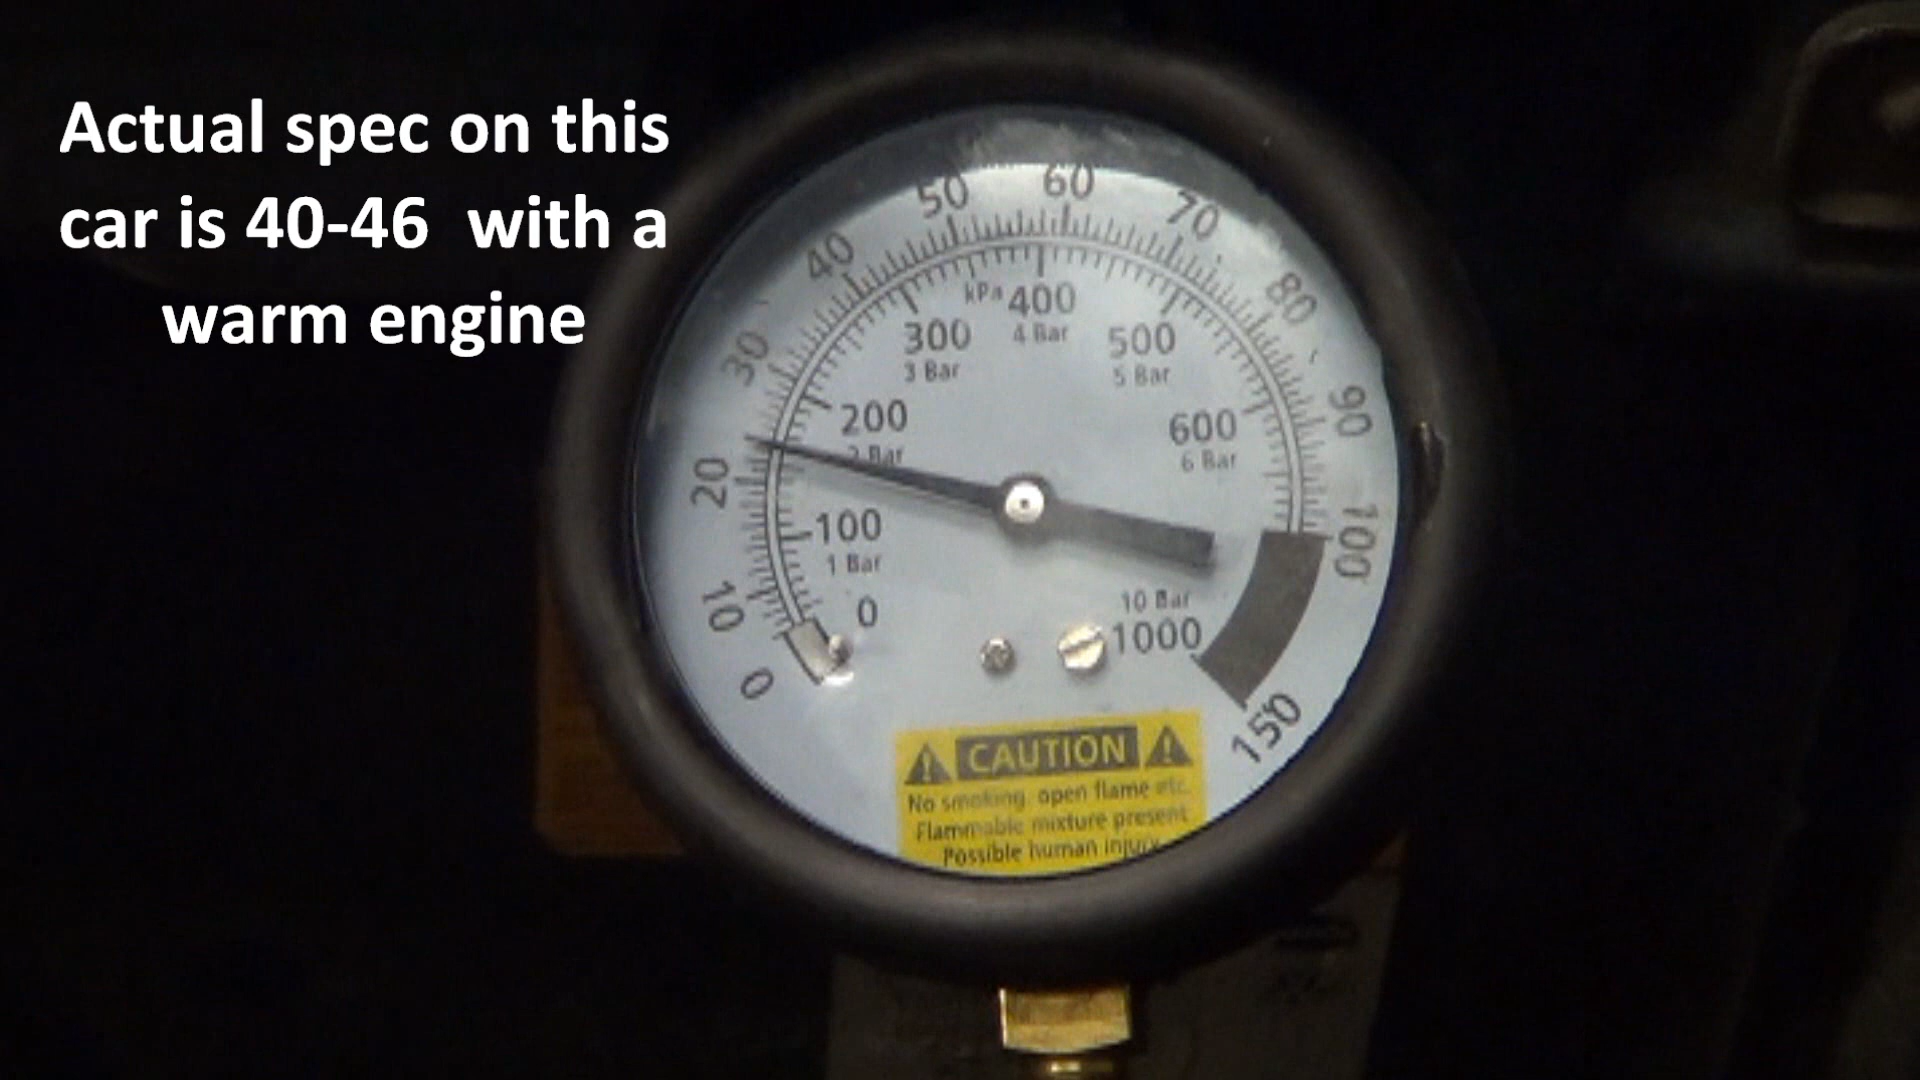 Actual spec on this
car is 40-46 with a
warm engine
0
10
20
30
40
50
60
70
80
90
100
150
kPa
0
100
1 Bar
200
2 Bar
300
3 Bar
400
4 Bar
500
5 Bar
600
6 Bar
10 Bar
1000
CAUTION
No smoking. open flame etc.
Flammable mixture present
Possible human injury